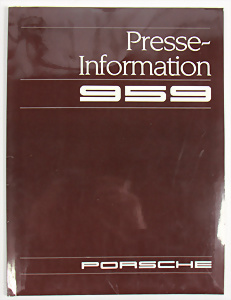 Presse-
Information
959
PORSCHE